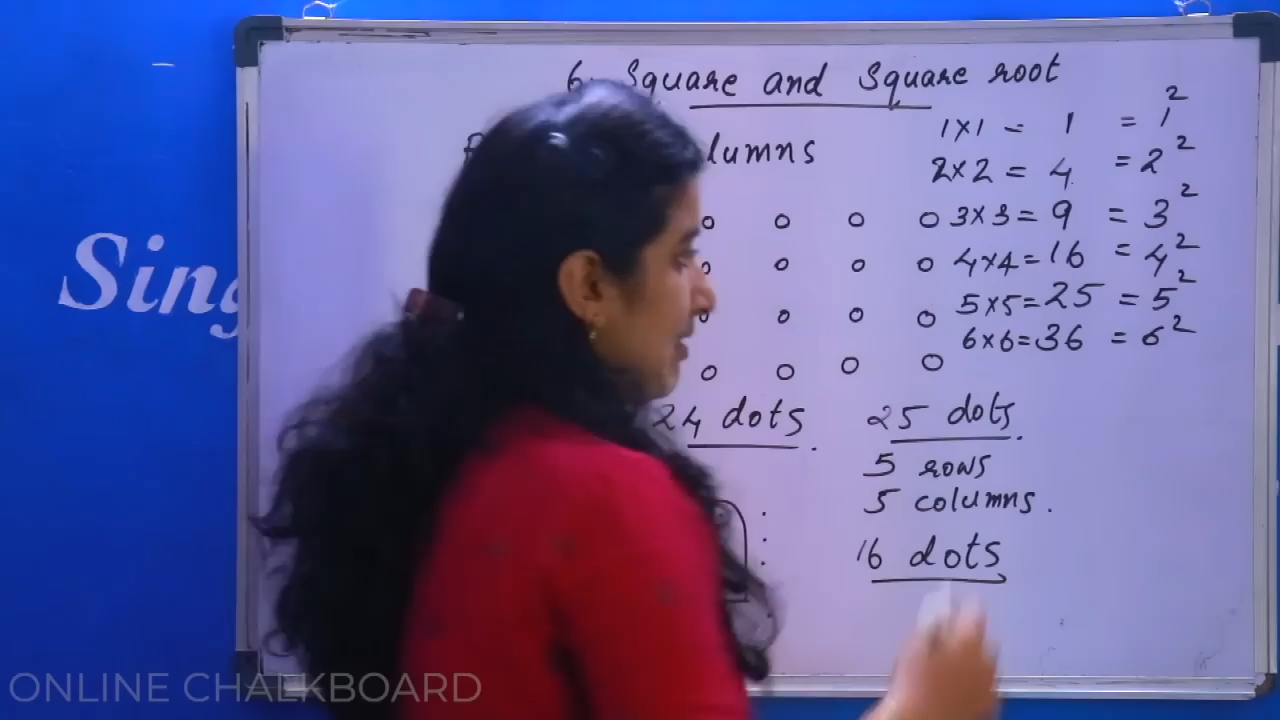 6. Square and Square root
1×1 = 1 = 1²
lumns
2×2 = 4 = 2²
3×3 = 9 = 3²
4×4 = 16 = 4²
5×5 = 25 = 5²
6×6 = 36 = 6²
24 dots. 25 dots.
5 rows
5 columns.
16 dots
Sing
ONLINE CHALKBOARD